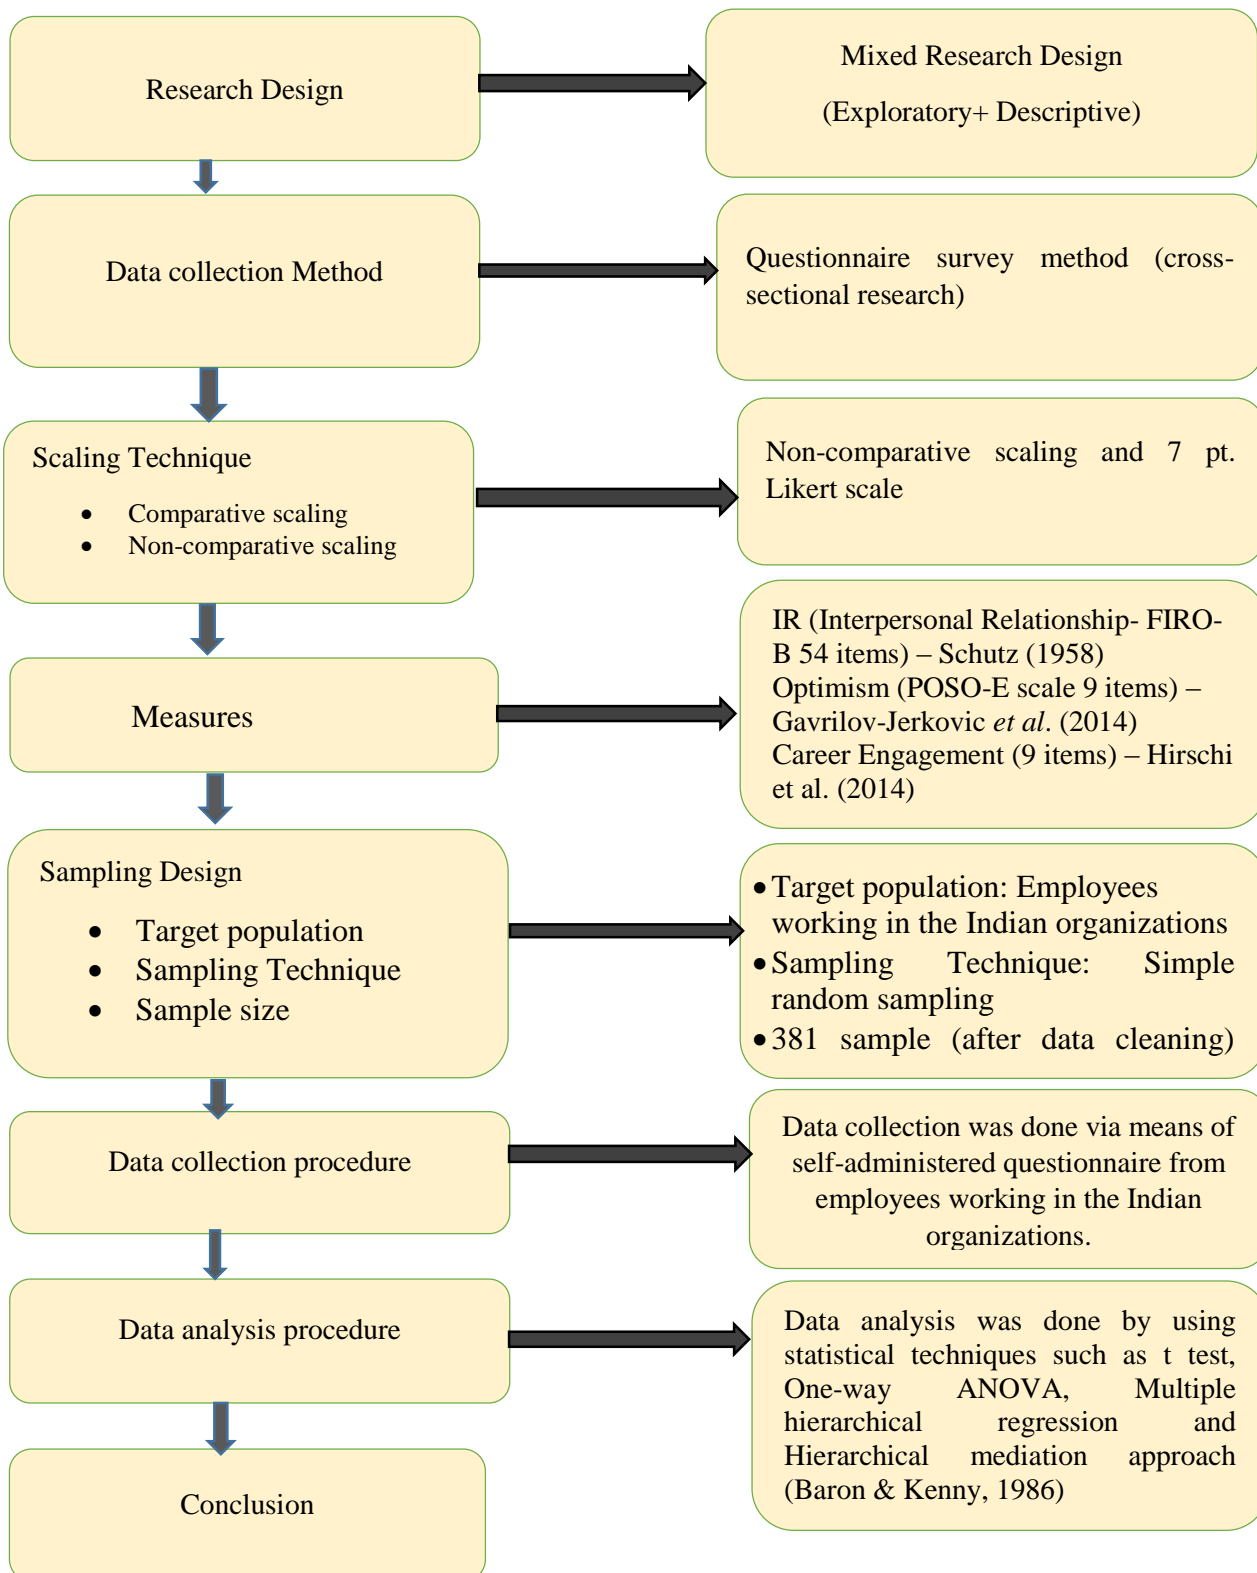 Research Design
Mixed Research Design
(Exploratory+ Descriptive)
Data collection Method
Questionnaire survey method (cross-
sectional research)
Scaling Technique
• Comparative scaling
• Non-comparative scaling
Non-comparative scaling and 7 pt.
Likert scale
Measures
IR (Interpersonal Relationship- FIRO-
B 54 items) – Schutz (1958)
Optimism (POSO-E scale 9 items) –
Gavrilov-Jerkovic et al. (2014)
Career Engagement (9 items) – Hirschi
et al. (2014)
Sampling Design
• Target population
• Sampling Technique
• Sample size
• Target population: Employees
working in the Indian organizations
• Sampling Technique: Simple
random sampling
• 381 sample (after data cleaning)
Data collection procedure
Data collection was done via means of
self-administered questionnaire from
employees working in the Indian
organizations.
Data analysis procedure
Data analysis was done by using
statistical techniques such as t test,
One-way ANOVA, Multiple
hierarchical regression and
Hierarchical mediation approach
(Baron & Kenny, 1986)
Conclusion